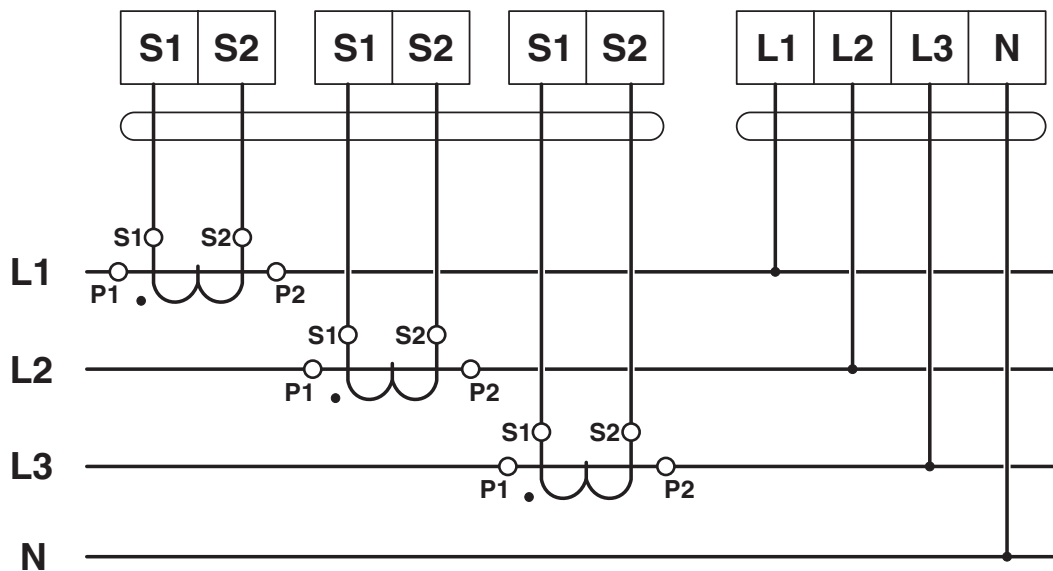 S1 S2 S1 S2 S1 S2 L1 L2 L3 N
S1 S2
L1
P1 P2
S1 S2
L2
P1 P2
S1 S2
L3
P1 P2
N